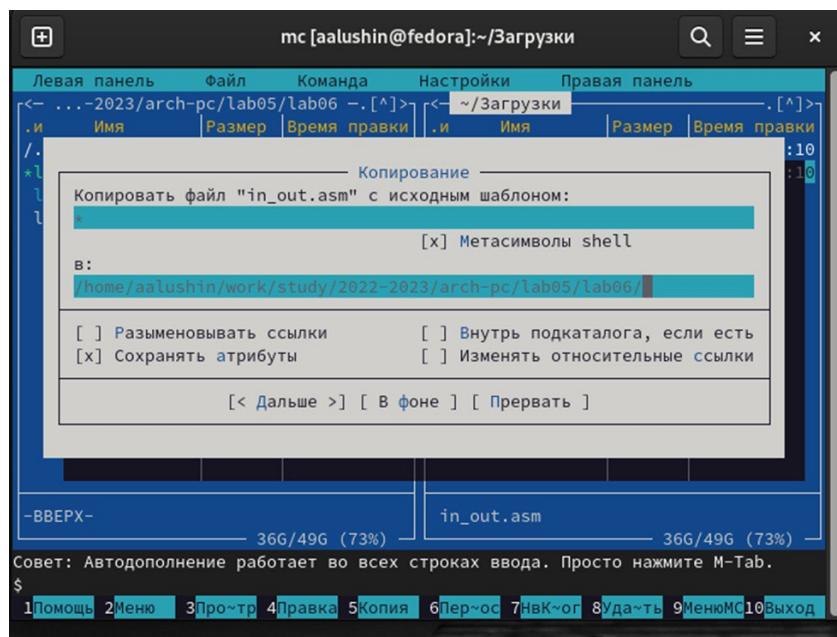 mc [aalushin@fedora]:~/Загрузки
Левая панель Файл Команда Настройки Правая панель
<— ...-2023/arch-pc/lab05/lab06 —.[^]> <— ~/Загрузки .[^]>
.и Имя Размер Время правки .и Имя Размер Время правки
/. :10
*l :10
l
l
Копирование
Копировать файл "in_out.asm" с исходным шаблоном:
*
[x] Метасимволы shell
в:
/home/aalushin/work/study/2022-2023/arch-pc/lab05/lab06/
[ ] Разыменовывать ссылки [ ] Внутрь подкаталога, если есть
[x] Сохранять атрибуты [ ] Изменять относительные ссылки
[< Дальше >] [ В фоне ] [ Прервать ]
-ВВЕРХ- in_out.asm
36G/49G (73%) 36G/49G (73%)
Совет: Автодополнение работает во всех строках ввода. Просто нажмите M-Tab.
$
1Помощь 2Меню 3Про~тр 4Правка 5Копия 6Пер~ос 7НвК~ог 8Уда~ть 9МенюMC10Выход